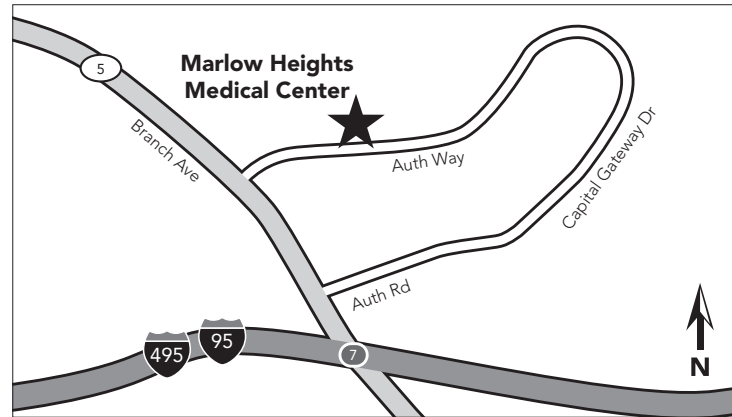 5
Marlow Heights
Medical Center
Branch Ave
Auth Way
Capital Gateway Dr
Auth Rd
95
495
7
N